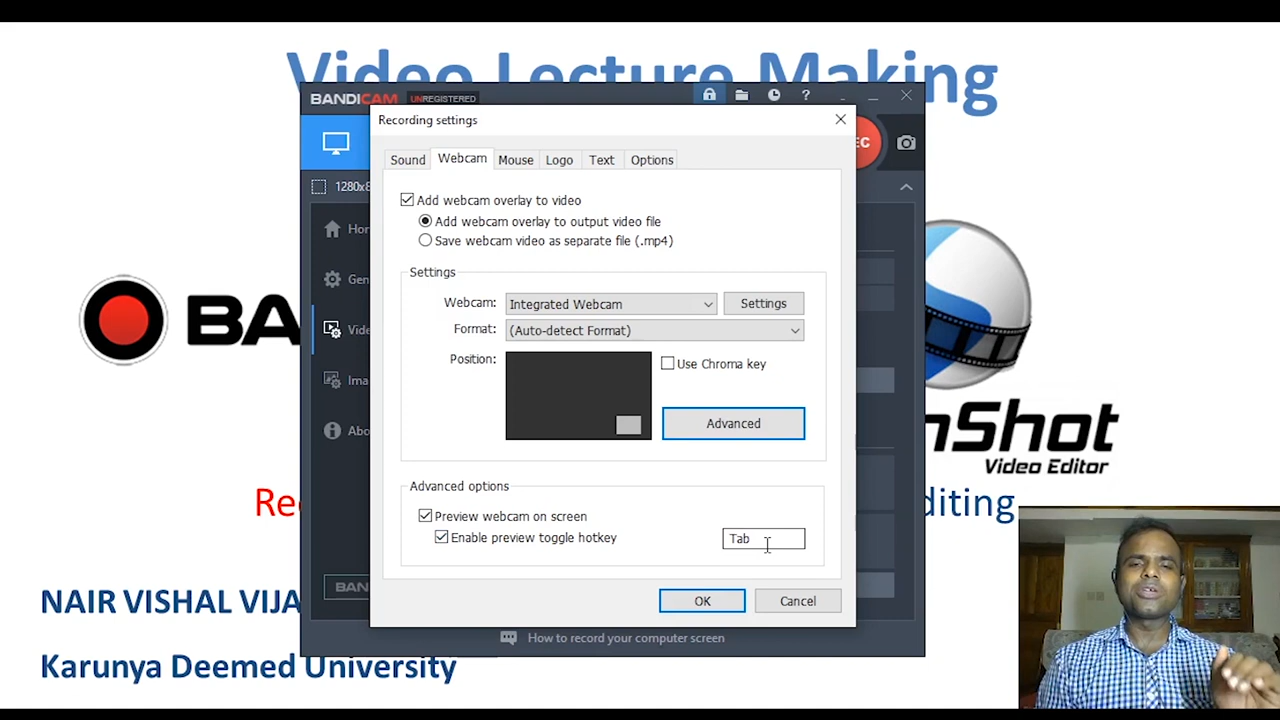 Video Lecture Making
BANDICAM UNREGISTERED
?
Recording settings
EC
Sound Webcam Mouse Logo Text Options
1280x8
Add webcam overlay to video
Add webcam overlay to output video file
Save webcam video as separate file (.mp4)
Hor
Settings
Gen
Webcam: Integrated Webcam Settings
BA
Format: (Auto-detect Format)
Vide
Position:
Use Chroma key
Ima
Advanced
nShot
Abo
Video Editor
Advanced options
Rec
diting
Preview webcam on screen
Enable preview toggle hotkey Tab
BAN
NAIR VISHAL VIJA
OK Cancel
How to record your computer screen
Karunya Deemed University